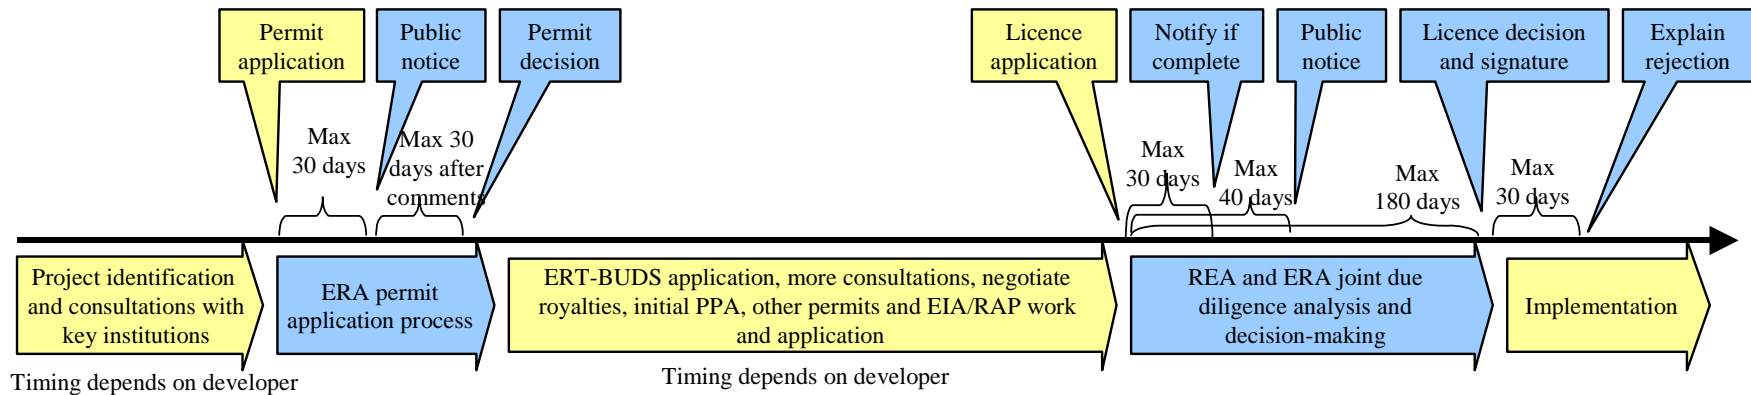 Permit
application
Public
notice
Permit
decision
Licence
application
Notify if
complete
Public
notice
Licence decision
and signature
Explain
rejection
Max
30 days
Max 30
days after
comments
Max
30 days
Max
40 days
Max
180 days
Max
30 days
Project identification
and consultations with
key institutions
ERA permit
application process
ERT-BUDS application, more consultations, negotiate
royalties, initial PPA, other permits and EIA/RAP work
and application
REA and ERA joint due
diligence analysis and
decision-making
Implementation
Timing depends on developer
Timing depends on developer